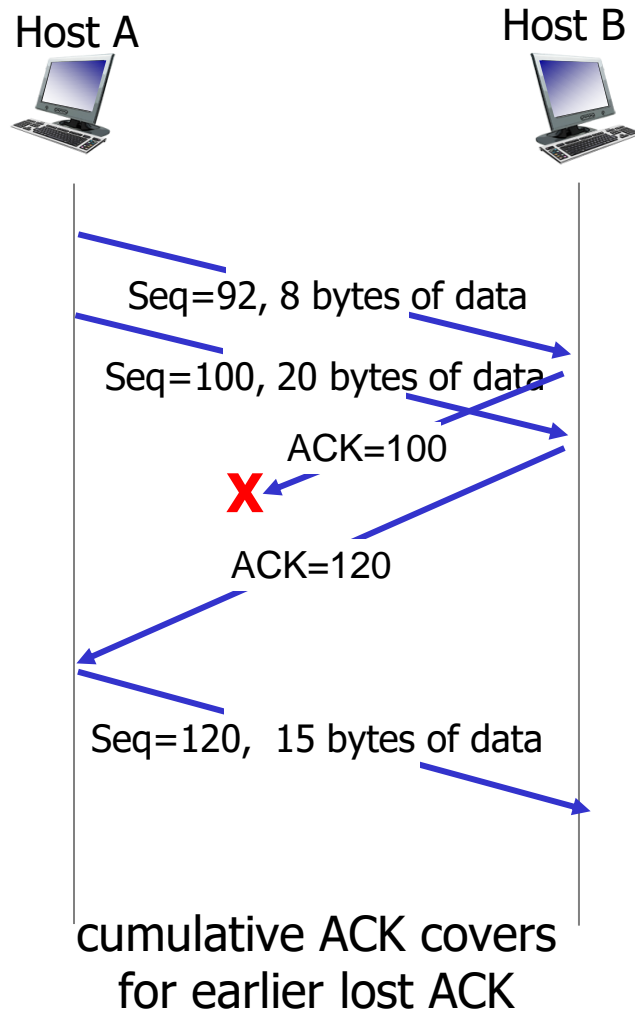 Host A
Host B
Seq=92, 8 bytes of data
Seq=100, 20 bytes of data
ACK=100
X
ACK=120
Seq=120, 15 bytes of data
cumulative ACK covers
for earlier lost ACK